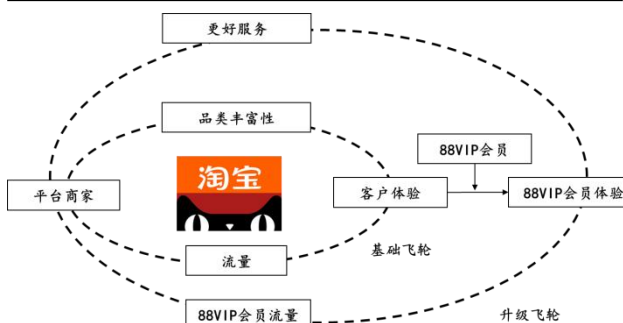 更好服务
品类丰富性
88VIP会员
淘宝
平台商家
客户体验
88VIP会员体验
基础飞轮
流量
88VIP会员流量
升级飞轮